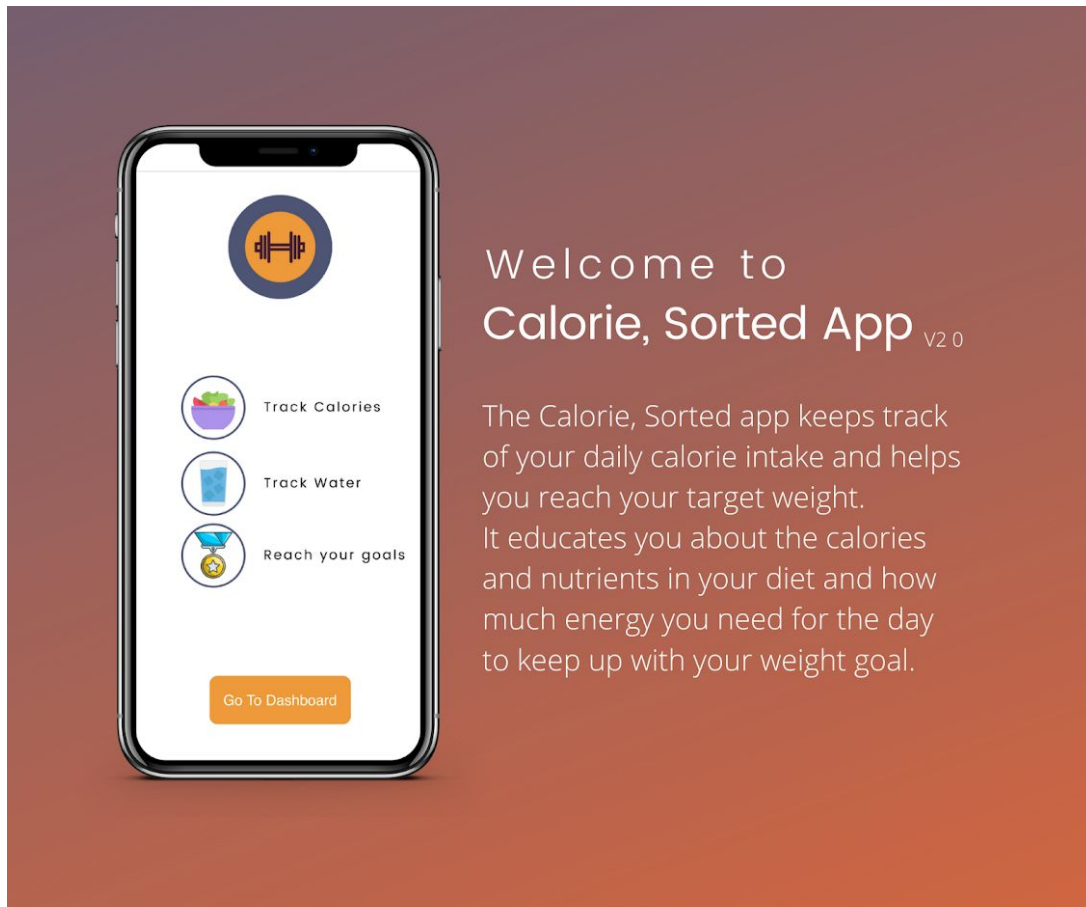 Track Calories
Track Water
Reach your goals
Go To Dashboard
Welcome to
Calorie, Sorted App V2 0
The Calorie, Sorted app keeps track
of your daily calorie intake and helps
you reach your target weight.
It educates you about the calories
and nutrients in your diet and how
much energy you need for the day
to keep up with your weight goal.